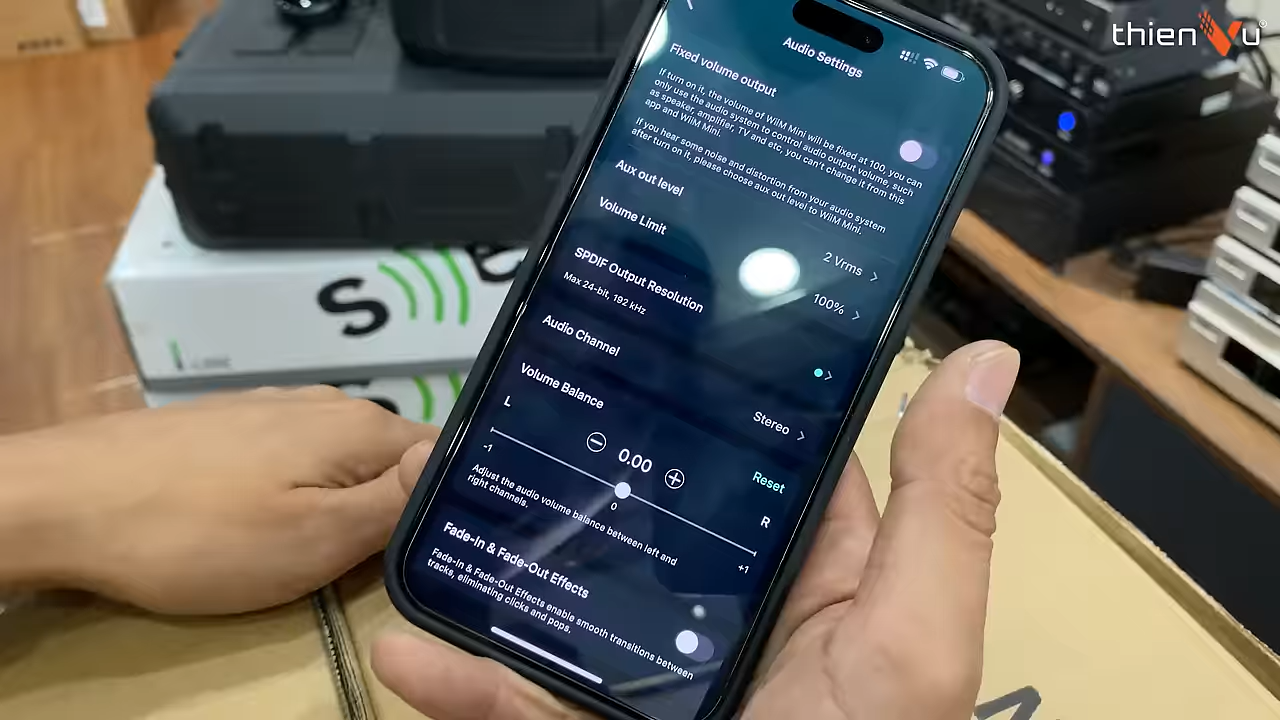 thienVu
Audio Settings
Fixed volume output
If turn on it, the volume of WiiM Mini will be fixed at 100, you can
only use the audio system to control audio output volume, such
as speaker, amplifier, TV and etc, you can't change it from this
app and WiiM Mini.
If you hear some noise and distortion from your audio system
after turn on it, please choose aux out level to WiiM Mini.
Aux out level
2 Vrms
Volume Limit
100%
SPDIF Output Resolution
Max 24-bit, 192 kHz
Audio Channel
Stereo
Volume Balance
Reset
L
0.00
R
-1
0
+1
Adjust the audio volume balance between left and
right channels.
Fade-In & Fade-Out Effects
Fade-In & Fade-Out Effects enable smooth transitions between
tracks, eliminating clicks and pops.
S